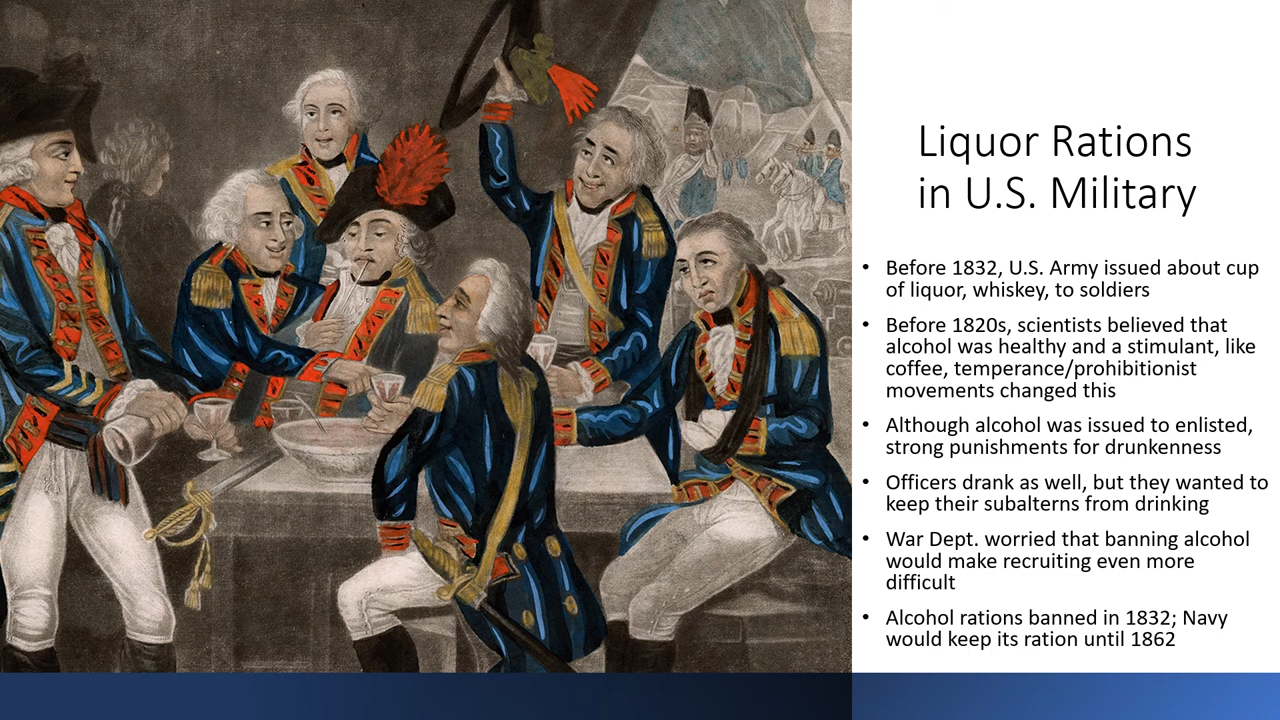 Liquor Rations
in U.S. Military
• Before 1832, U.S. Army issued about cup
of liquor, whiskey, to soldiers
• Before 1820s, scientists believed that
alcohol was healthy and a stimulant, like
coffee, temperance/prohibitionist
movements changed this
• Although alcohol was issued to enlisted,
strong punishments for drunkenness
• Officers drank as well, but they wanted to
keep their subalterns from drinking
• War Dept. worried that banning alcohol
would make recruiting even more
difficult
• Alcohol rations banned in 1832; Navy
would keep its ration until 1862